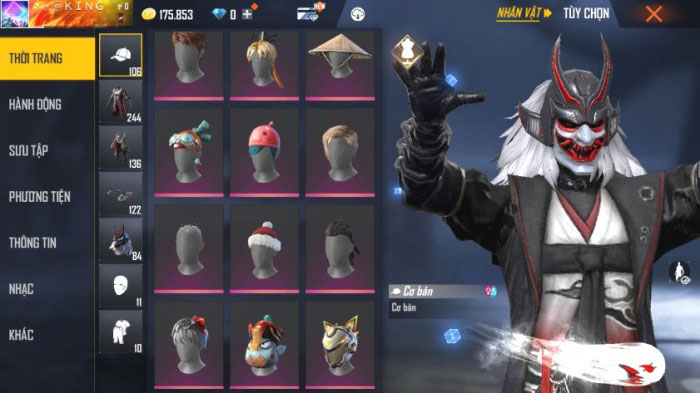 KING
175.853
0
NHÂN VẬT
TÙY CHỌN
THỜI TRANG
HÀNH ĐỘNG
SƯU TẬP
PHƯƠNG TIỆN
THÔNG TIN
NHẠC
KHÁC
106
244
136
122
84
11
10
Cơ bản
Cơ bản